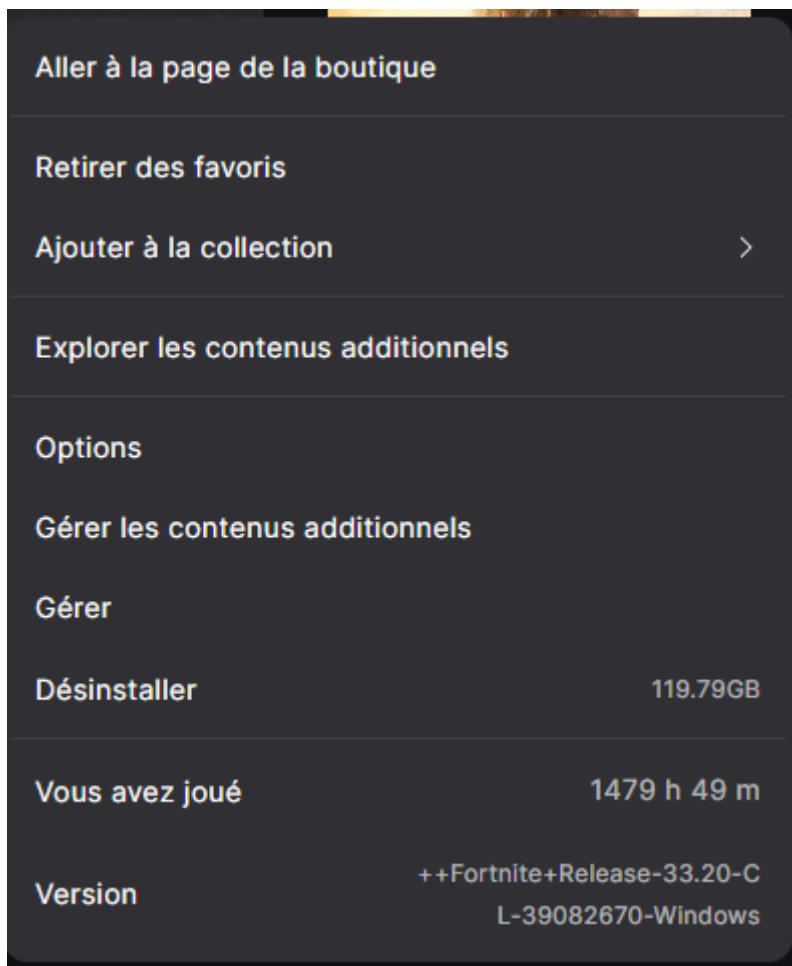 Aller à la page de la boutique
Retirer des favoris
Ajouter à la collection
Explorer les contenus additionnels
Options
Gérer les contenus additionnels
Gérer
Désinstaller 119.79GB
Vous avez joué 1479 h 49 m
Version ++Fortnite+Release-33.20-C
L-39082670-Windows